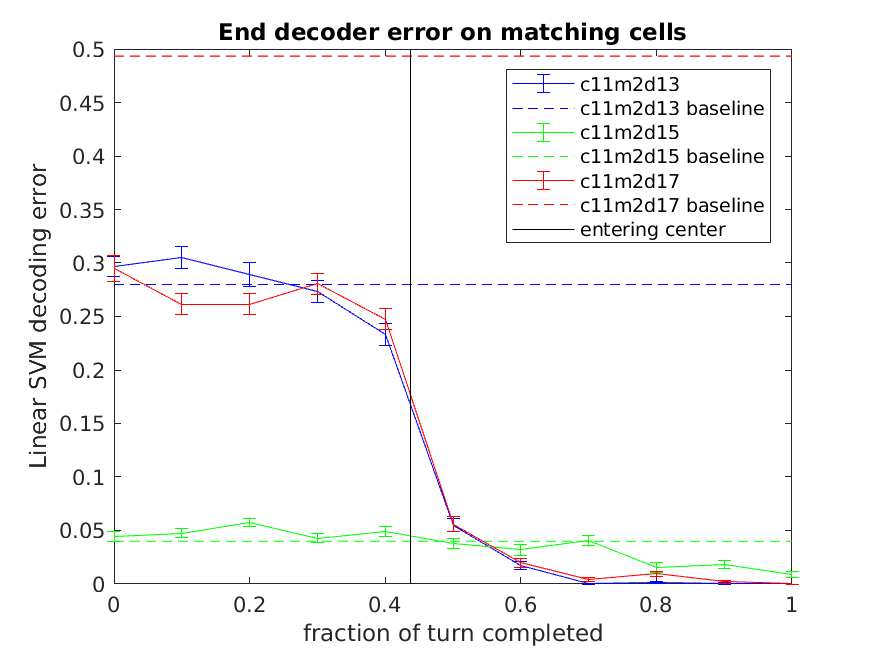 End decoder error on matching cells
0.5
0.45
0.4
0.35
0.3
0.25
0.2
0.15
0.1
0.05
0
Linear SVM decoding error
c11m2d13
c11m2d13 baseline
c11m2d15
c11m2d15 baseline
c11m2d17
c11m2d17 baseline
entering center
0 0.2 0.4 0.6 0.8 1
fraction of turn completed